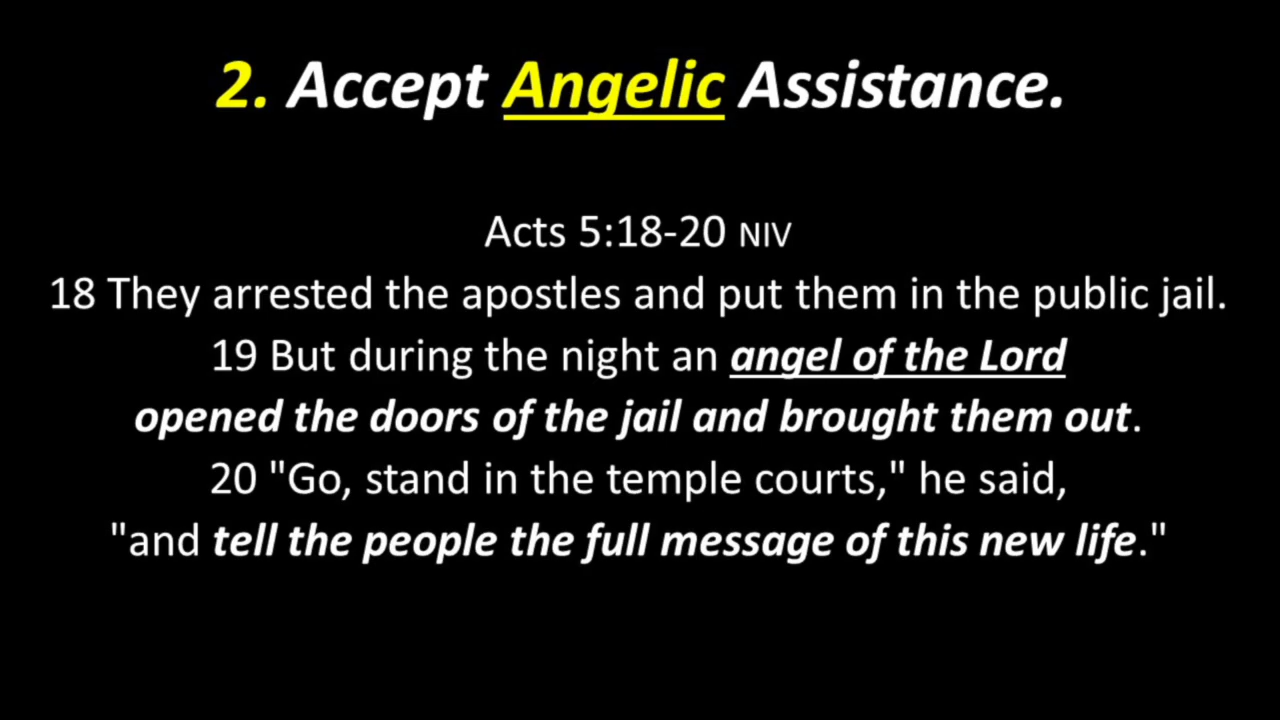 2. Accept Angelic Assistance.
Acts 5:18-20 NIV
18 They arrested the apostles and put them in the public jail.
19 But during the night an angel of the Lord
opened the doors of the jail and brought them out.
20 "Go, stand in the temple courts," he said,
"and tell the people the full message of this new life."